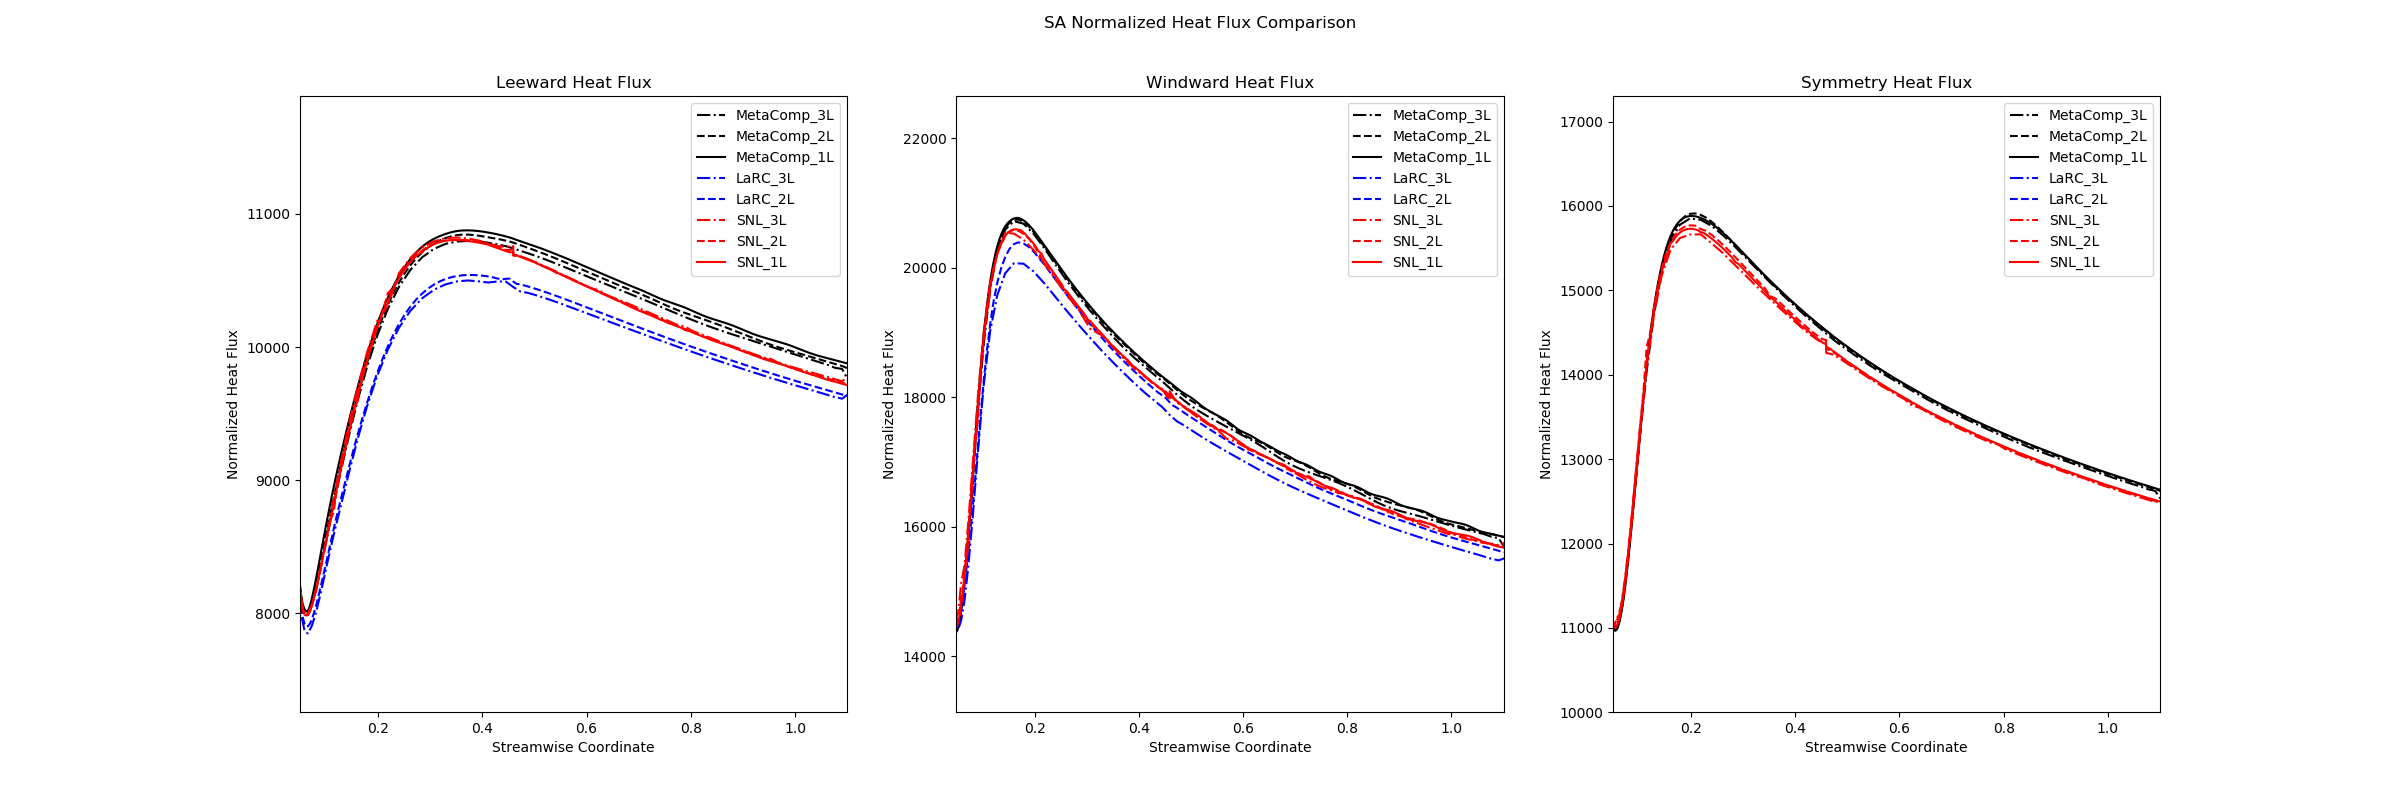 SA Normalized Heat Flux Comparison
Leeward Heat Flux
11000
10000
9000
8000
0.2 0.4 0.6 0.8 1.0
Normalized Heat Flux
Streamwise Coordinate
MetaComp_3L
MetaComp_2L
MetaComp_1L
LaRC_3L
LaRC_2L
SNL_3L
SNL_2L
SNL_1L
Windward Heat Flux
22000
20000
18000
16000
14000
0.2 0.4 0.6 0.8 1.0
Normalized Heat Flux
Streamwise Coordinate
MetaComp_3L
MetaComp_2L
MetaComp_1L
LaRC_3L
LaRC_2L
SNL_3L
SNL_2L
SNL_1L
Symmetry Heat Flux
17000
16000
15000
14000
13000
12000
11000
10000
0.2 0.4 0.6 0.8 1.0
Normalized Heat Flux
Streamwise Coordinate
MetaComp_3L
MetaComp_2L
MetaComp_1L
LaRC_3L
LaRC_2L
SNL_3L
SNL_2L
SNL_1L